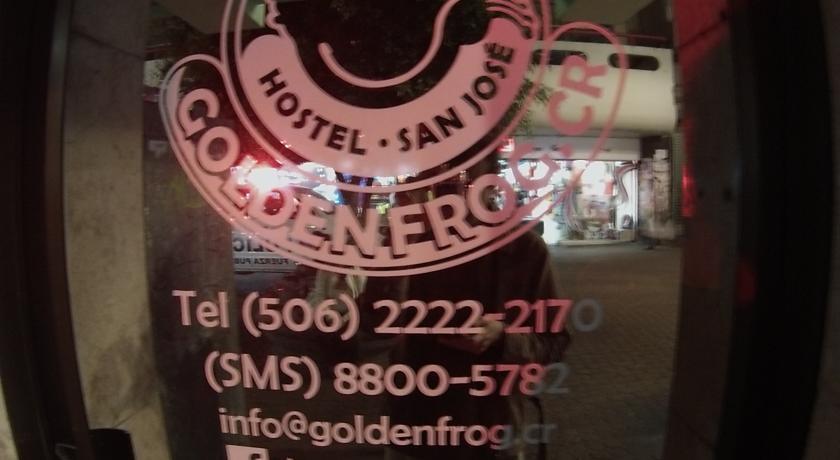 HOSTEL · SAN JOSÉ
GOLDENFROG.CR
Tel (506) 2222-2170
(SMS) 8800-5782
info@goldenfrog.cr